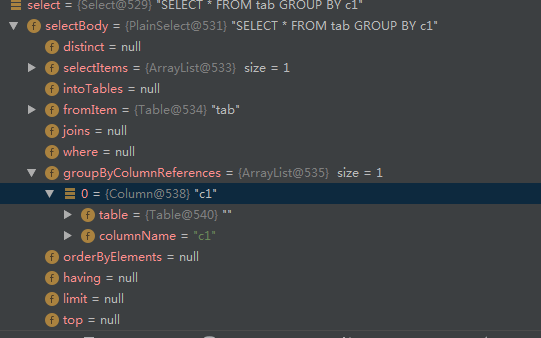 select = {Select@529} "SELECT * FROM tab GROUP BY c1"
selectBody = {PlainSelect@531} "SELECT * FROM tab GROUP BY c1"
f distinct = null
f selectItems = {ArrayList@533} size = 1
f intoTables = null
f fromItem = {Table@534} "tab"
f joins = null
f where = null
f groupByColumnReferences = {ArrayList@535} size = 1
0 = {Column@538} "c1"
f table = {Table@540} ""
f columnName = "c1"
f orderByElements = null
f having = null
f limit = null
f top = null